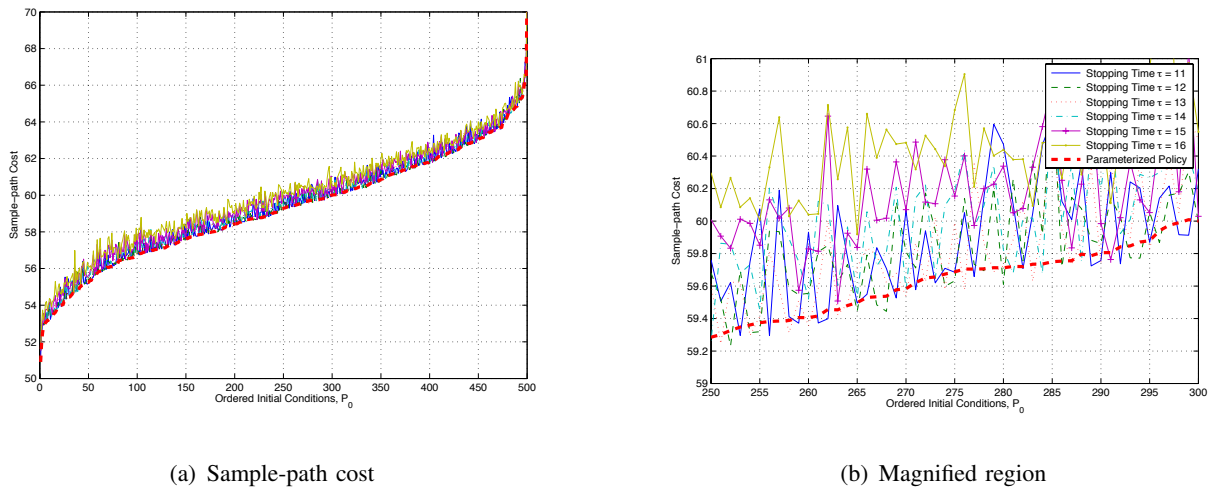 70
68
66
64
62
60
58
56
54
52
50
Sample−path Cost
0 50 100 150 200 250 300 350 400 450 500
Ordered Initial Conditions, P0
(a) Sample-path cost
61
60.8
60.6
60.4
60.2
60
59.8
59.6
59.4
59.2
59
Sample−path Cost
Stopping Time τ = 11
Stopping Time τ = 12
Stopping Time τ = 13
Stopping Time τ = 14
Stopping Time τ = 15
Stopping Time τ = 16
Parameterized Policy
250 255 260 265 270 275 280 285 290 295 300
Ordered Initial Conditions, P0
(b) Magnified region